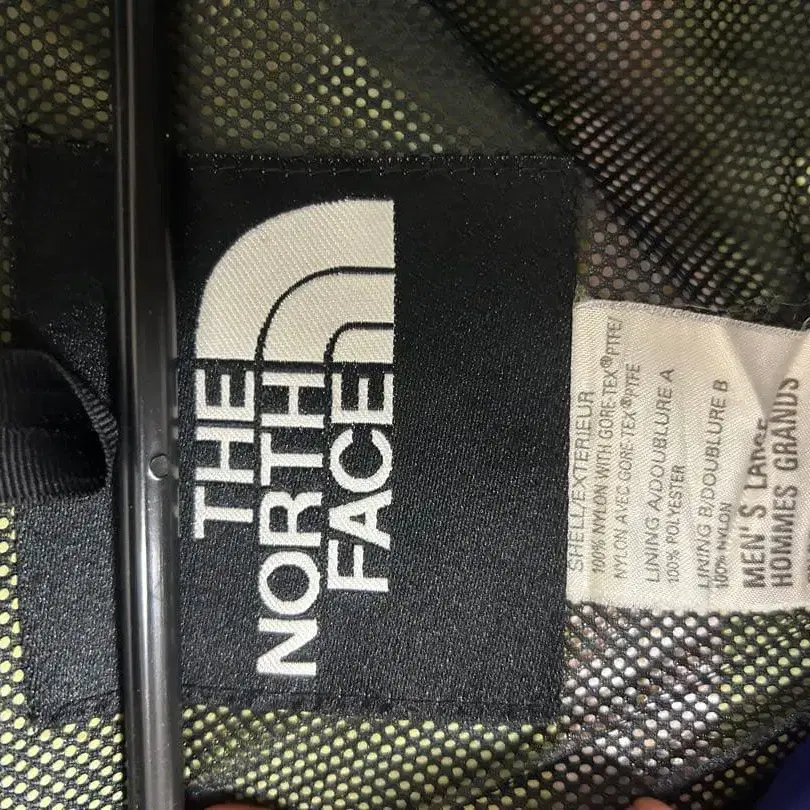 THE
NORTH
FACE
SHELL/EXTERIEUR
100% NYLON WITH GORE-TEX®PTFE/
NYLON AVEC GORE-TEX®PTFE
LINING A/DOUBLURE A
100% POLYESTER
LINING B/DOUBLURE B
100% NYLON
MEN'S LARGE
HOMMES GRANDS